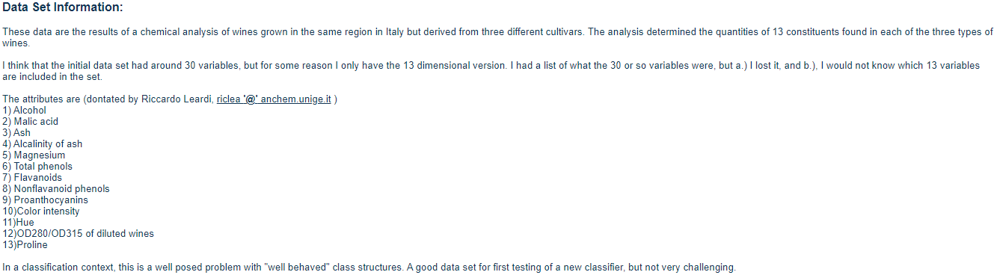 Data Set Information:
These data are the results of a chemical analysis of wines grown in the same region in Italy but derived from three different cultivars. The analysis determined the quantities of 13 constituents found in each of the three types of
wines.
I think that the initial data set had around 30 variables, but for some reason I only have the 13 dimensional version. I had a list of what the 30 or so variables were, but a.) I lost it, and b.), I would not know which 13 variables
are included in the set.
The attributes are (dontated by Riccardo Leardi, riclea '@' anchem.unige.it )
1) Alcohol
2) Malic acid
3) Ash
4) Alcalinity of ash
5) Magnesium
6) Total phenols
7) Flavanoids
8) Nonflavanoid phenols
9) Proanthocyanins
10)Color intensity
11)Hue
12)OD280/OD315 of diluted wines
13)Proline
In a classification context, this is a well posed problem with "well behaved" class structures. A good data set for first testing of a new classifier, but not very challenging.